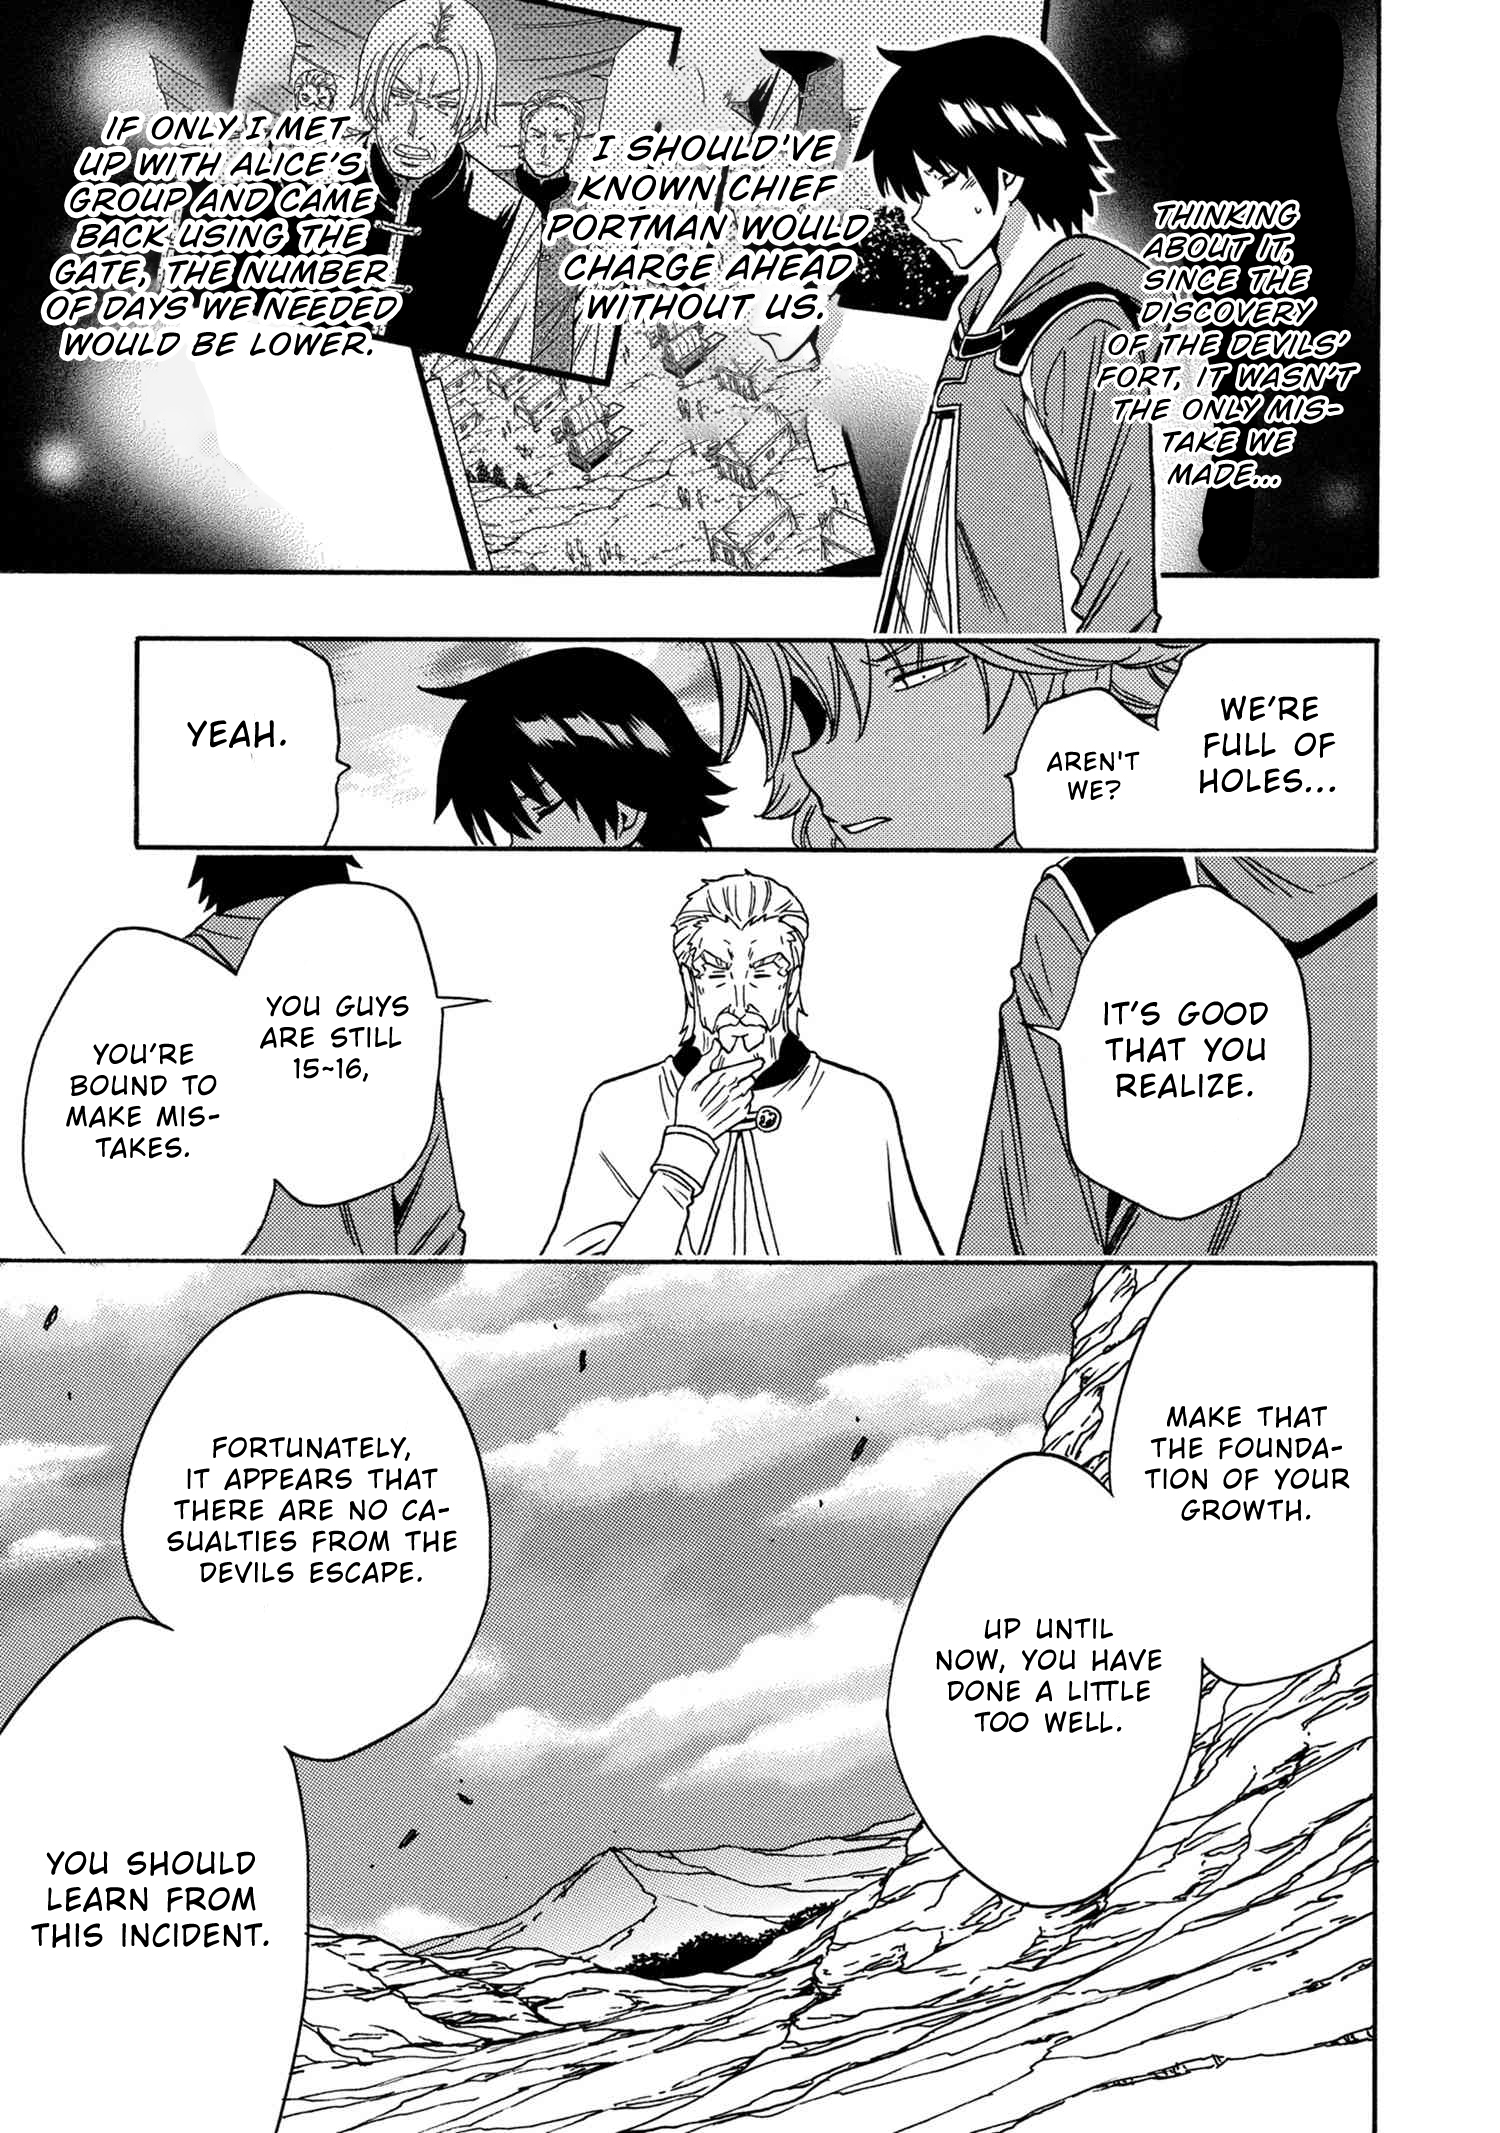 THINKING
ABOUT IT,
SINCE THE
DISCOVERY
OF THE DEVILS'
FORT, IT WASN'T
THE ONLY MIS-
TAKE WE
MADE...
I SHOULD'VE
KNOWN CHIEF
PORTMAN WOULD
CHARGE AHEAD
WITHOUT US.
IF ONLY I MET
UP WITH ALICE'S
GROUP AND CAME
BACK USING THE
GATE, THE NUMBER
OF DAYS WE NEEDED
WOULD BE LOWER.
WE'RE
FULL OF
HOLES...
AREN'T
WE?
YEAH.
IT'S GOOD
THAT YOU
REALIZE.
YOU GUYS
ARE STILL
15~16,
YOU'RE
BOUND TO
MAKE MIS-
TAKES.
MAKE THAT
THE FOUNDA-
TION OF YOUR
GROWTH.
UP UNTIL
NOW, YOU HAVE
DONE A LITTLE
TOO WELL.
FORTUNATELY,
IT APPEARS THAT
THERE ARE NO CA-
SUALTIES FROM THE
DEVILS ESCAPE.
YOU SHOULD
LEARN FROM
THIS INCIDENT.